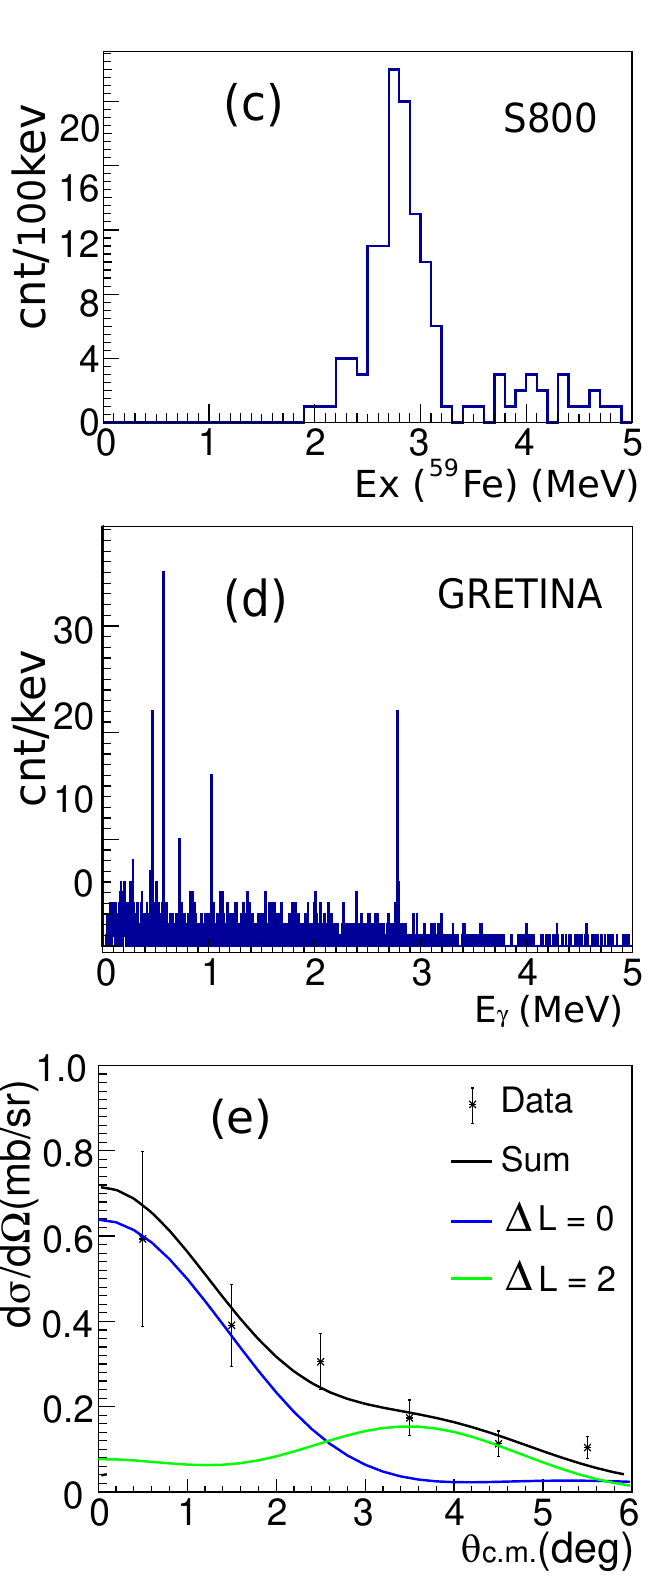 (c)
S800
cnt/100kev
20
16
12
8
4
0
0 1 2 3 4 5
Ex (⁵⁹Fe) (MeV)
(d)
GRETINA
cnt/kev
30
20
10
0
0 1 2 3 4 5
Eγ (MeV)
(e)
dσ/dΩ(mb/sr)
1.0
0.8
0.6
0.4
0.2
0
Data
Sum
ΔL = 0
ΔL = 2
0 1 2 3 4 5 6
θc.m.(deg)